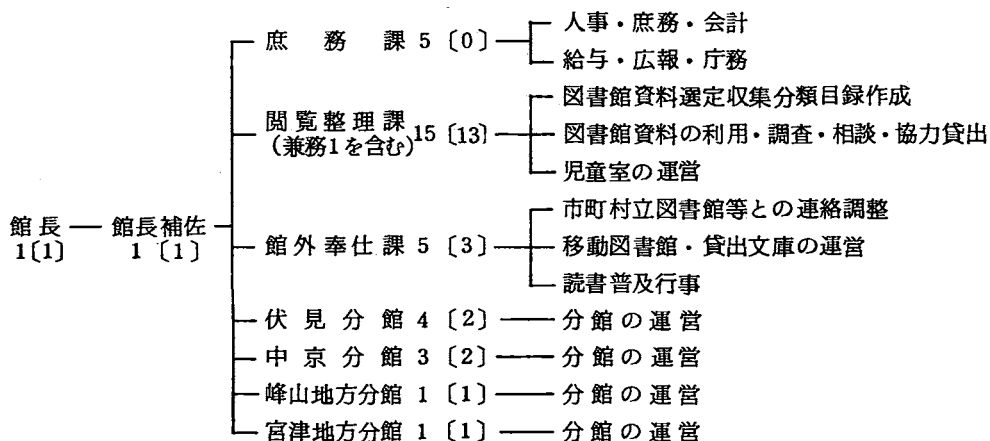 館長
1〔1〕
館長補佐
1〔1〕
庶務課 5〔0〕
人事・庶務・会計
給与・広報・庁務
閲覧整理課
(兼務1を含む) 15〔13〕
図書館資料選定収集分類目録作成
図書館資料の利用・調査・相談・協力貸出
児童室の運営
館外奉仕課 5〔3〕
市町村立図書館等との連絡調整
移動図書館・貸出文庫の運営
読書普及行事
伏見分館 4〔2〕 分館の運営
中京分館 3〔2〕 分館の運営
峰山地方分館 1〔1〕 分館の運営
宮津地方分館 1〔1〕 分館の運営